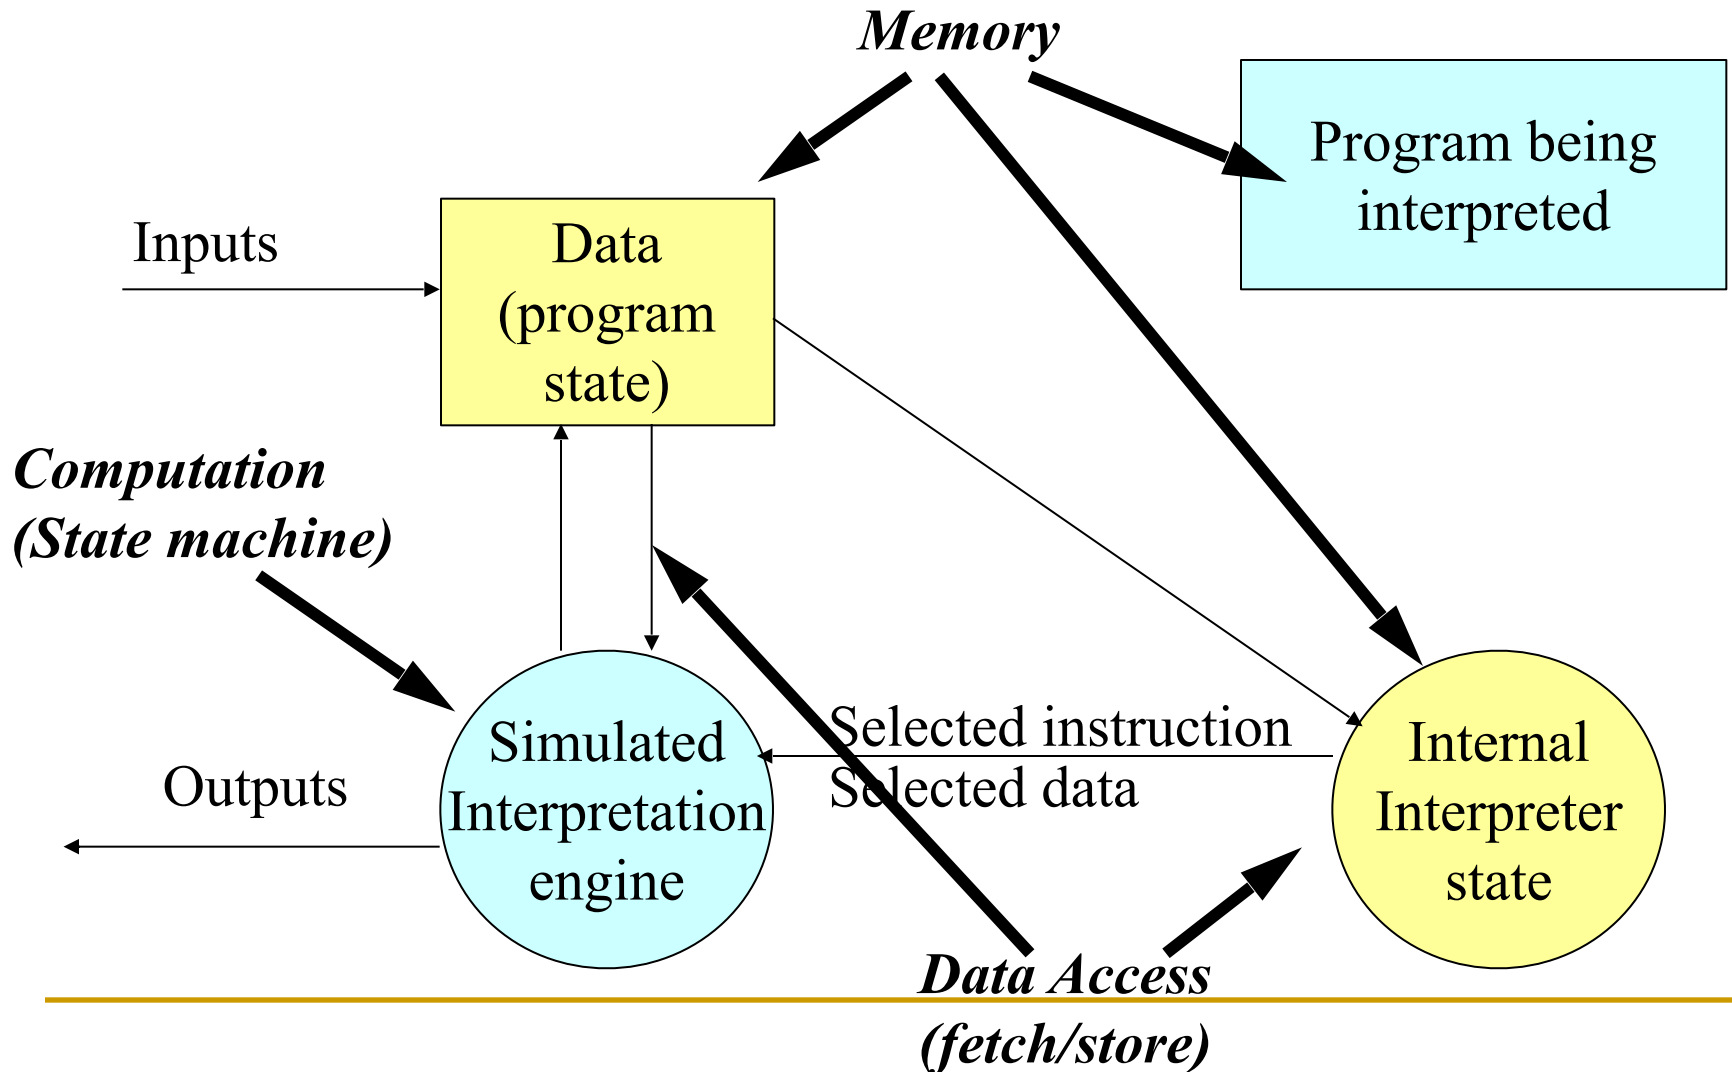 Memory
Program being
interpreted
Inputs
Data
(program
state)
Computation
(State machine)
Selected instruction
Selected data
Simulated
Interpretation
engine
Internal
Interpreter
state
Outputs
Data Access
(fetch/store)